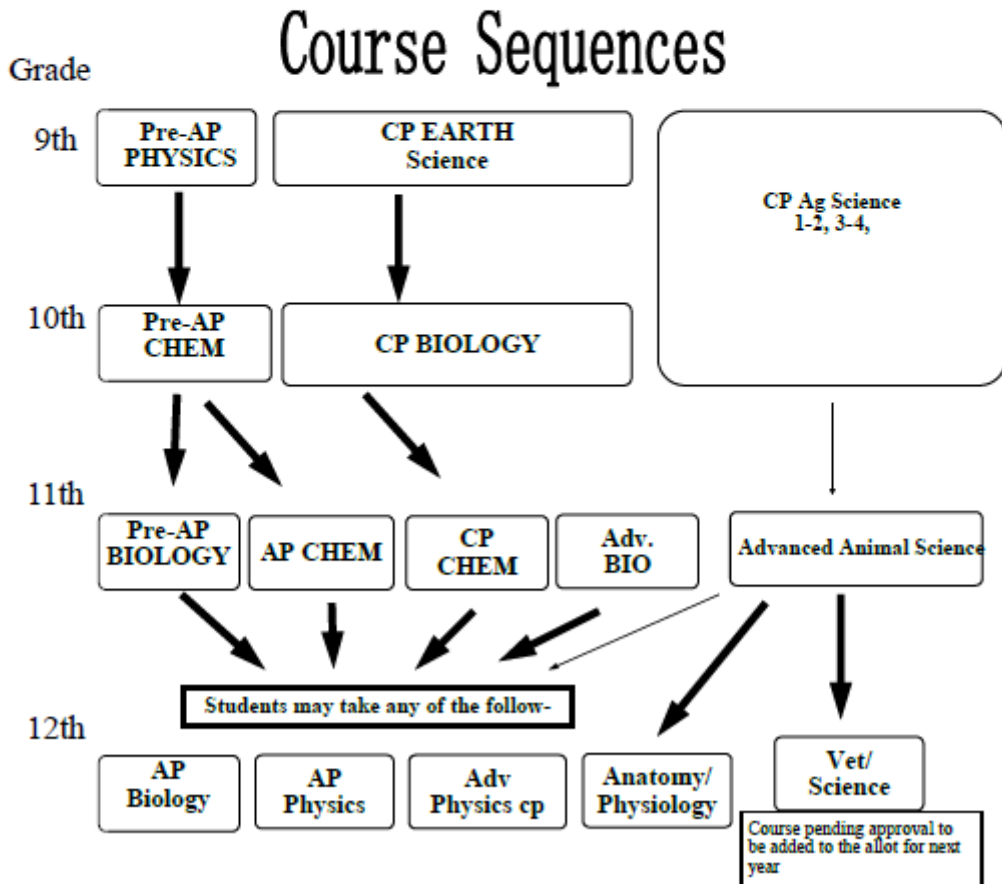 Course Sequences
Grade
9th
Pre-AP
PHYSICS
CP EARTH
Science
CP Ag Science
1-2, 3-4,
10th
Pre-AP
CHEM
CP BIOLOGY
11th
Pre-AP
BIOLOGY
AP CHEM
CP
CHEM
Adv.
BIO
Advanced Animal Science
Students may take any of the follow-
12th
AP
Biology
AP
Physics
Adv
Physics cp
Anatomy/
Physiology
Vet/
Science
Course pending approval to
be added to the allot for next
year